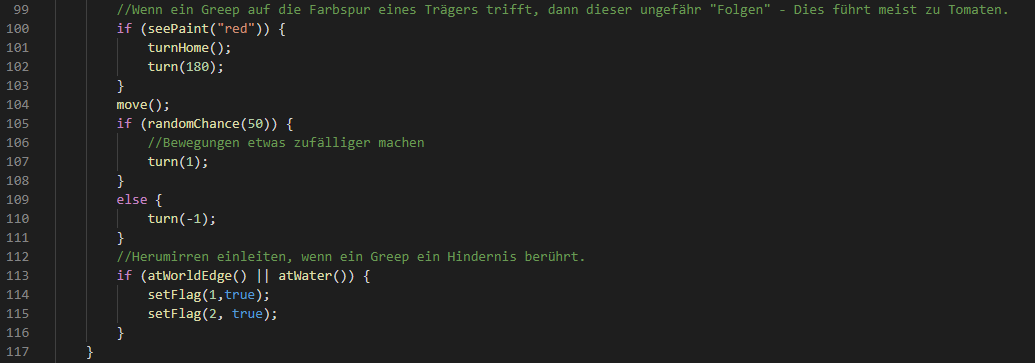 99 //Wenn ein Greep auf die Farbspur eines Trägers trifft, dann dieser ungefähr "Folgen" - Dies führt meist zu Tomaten.
100 if (seePaint("red")) {
101 turnHome();
102 turn(180);
103 }
104 move();
105 if (randomChance(50)) {
106 //Bewegungen etwas zufälliger machen
107 turn(1);
108 }
109 else {
110 turn(-1);
111 }
112 //Herumirren einleiten, wenn ein Greep ein Hindernis berührt.
113 if (atWorldEdge() || atWater()) {
114 setFlag(1,true);
115 setFlag(2, true);
116 }
117 }